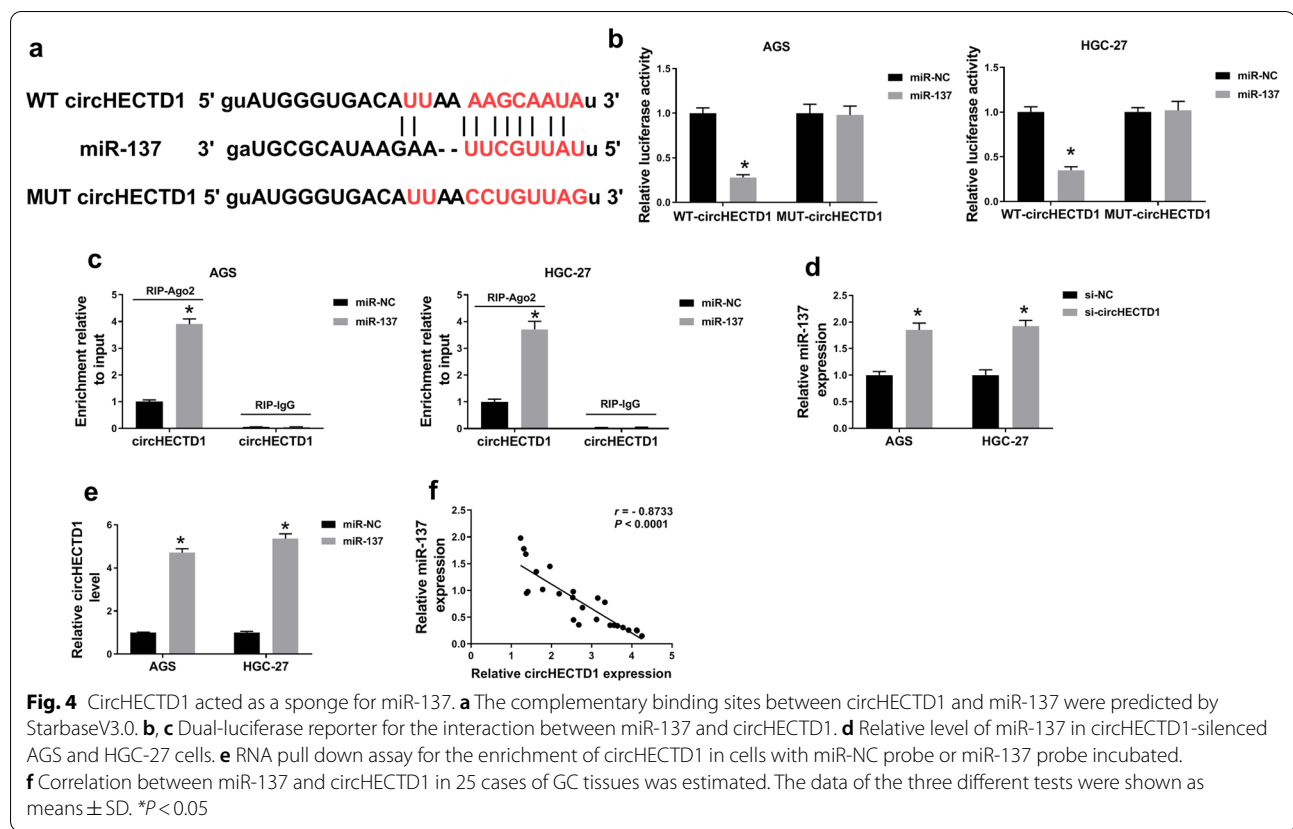 a
WT circHECTD1 5' guAUGGGUGACAUUAA AAGCAAUAu 3'
miR-137 3' gaUGCGCAUAAGAA- - UUCGUUAUu 5'
MUT circHECTD1 5' guAUGGGUGACAUUAACCUGUUAGu 3'
b
AGS
Relative luciferase activity
1.5
1.0
0.5
0.0
*
WT-circHECTD1 MUT-circHECTD1
miR-NC
miR-137
HGC-27
Relative luciferase activity
1.5
1.0
0.5
0.0
*
WT-circHECTD1 MUT-circHECTD1
miR-NC
miR-137
c
AGS
Enrichment relative
to input
5
4
3
2
1
0
RIP-Ago2
*
RIP-IgG
circHECTD1 circHECTD1
miR-NC
miR-137
HGC-27
Enrichment relative
to input
5
4
3
2
1
0
RIP-Ago2
*
RIP-IgG
circHECTD1 circHECTD1
miR-NC
miR-137
d
Relative miR-137
expression
2.5
2.0
1.5
1.0
0.5
0.0
* *
AGS HGC-27
si-NC
si-circHECTD1
e
Relative circHECTD1
level
6
4
2
0
* *
AGS HGC-27
miR-NC
miR-137
f
Relative miR-137
expression
2.5
2.0
1.5
1.0
0.5
0.0
r = - 0.8733
P < 0.0001
0 1 2 3 4 5
Relative circHECTD1 expression
Fig. 4 CircHECTD1 acted as a sponge for miR-137. a The complementary binding sites between circHECTD1 and miR-137 were predicted by
StarbaseV3.0. b, c Dual-luciferase reporter for the interaction between miR-137 and circHECTD1. d Relative level of miR-137 in circHECTD1-silenced
AGS and HGC-27 cells. e RNA pull down assay for the enrichment of circHECTD1 in cells with miR-NC probe or miR-137 probe incubated.
f Correlation between miR-137 and circHECTD1 in 25 cases of GC tissues was estimated. The data of the three different tests were shown as
means ± SD. *P < 0.05